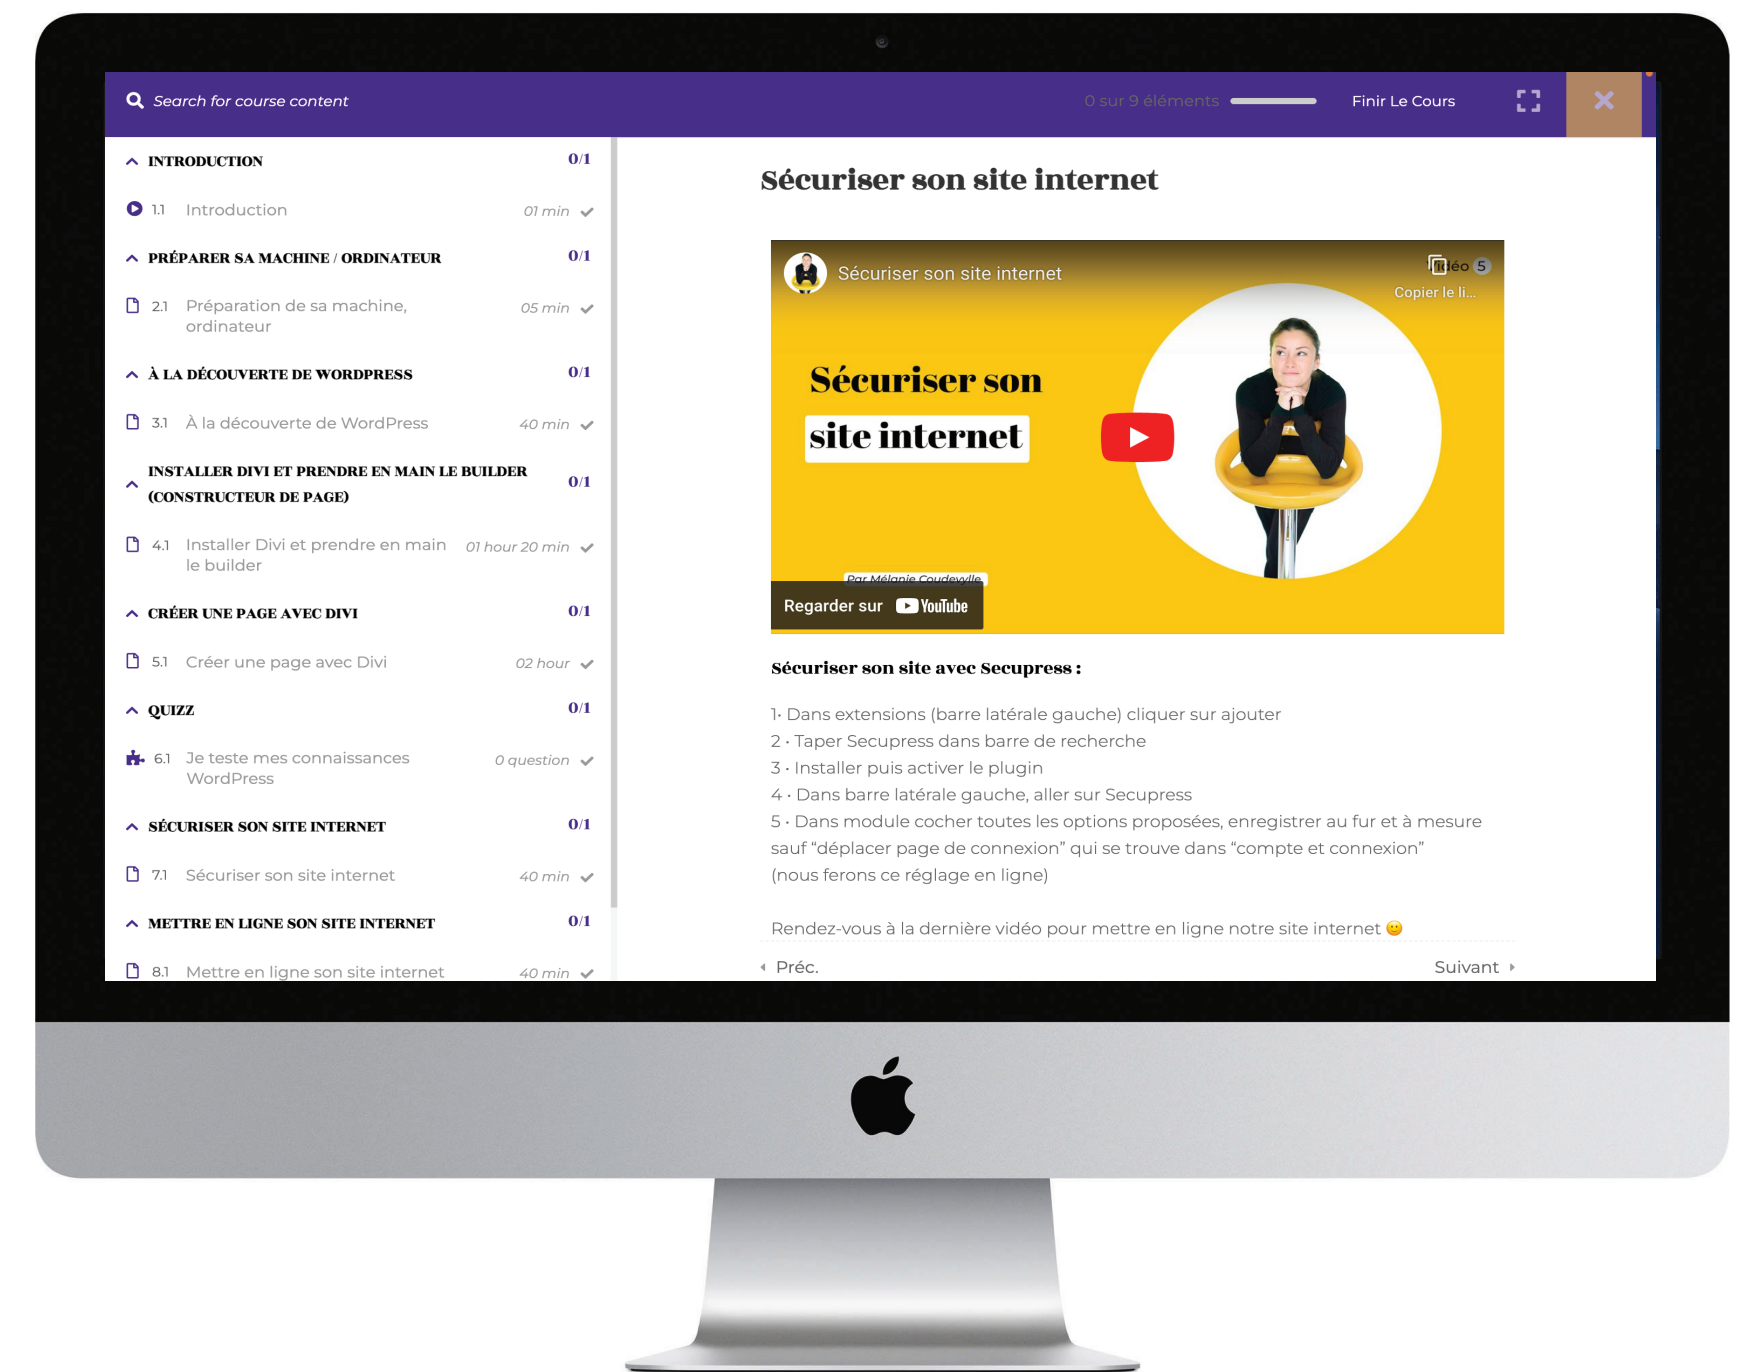 Search for course content
0 sur 9 éléments
Finir Le Cours
INTRODUCTION 0/1
1.1 Introduction 01 min
PRÉPARER SA MACHINE / ORDINATEUR 0/1
2.1 Préparation de sa machine, 05 min
ordinateur
À LA DÉCOUVERTE DE WORDPRESS 0/1
3.1 À la découverte de WordPress 40 min
INSTALLER DIVI ET PRENDRE EN MAIN LE BUILDER
(CONSTRUCTEUR DE PAGE) 0/1
4.1 Installer Divi et prendre en main 01 hour 20 min
le builder
CRÉER UNE PAGE AVEC DIVI 0/1
5.1 Créer une page avec Divi 02 hour
QUIZZ 0/1
6.1 Je teste mes connaissances 0 question
WordPress
SÉCURISER SON SITE INTERNET 0/1
7.1 Sécuriser son site internet 40 min
METTRE EN LIGNE SON SITE INTERNET 0/1
8.1 Mettre en ligne son site internet 40 min
Sécuriser son site internet
Sécuriser son site internet
Vidéo 5
Copier le li...
Sécuriser son
site internet
Par Mélanie Coudevylle
Regarder sur YouTube
Sécuriser son site avec Secupress :
1• Dans extensions (barre latérale gauche) cliquer sur ajouter
2 • Taper Secupress dans barre de recherche
3 • Installer puis activer le plugin
4 • Dans barre latérale gauche, aller sur Secupress
5 • Dans module cocher toutes les options proposées, enregistrer au fur et à mesure
sauf “déplacer page de connexion” qui se trouve dans “compte et connexion”
(nous ferons ce réglage en ligne)
Rendez-vous à la dernière vidéo pour mettre en ligne notre site internet 🙂
Préc.
Suivant